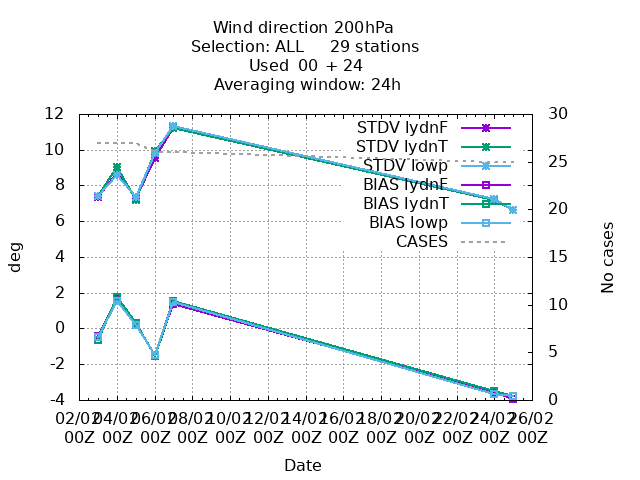 Wind direction 200hPa
Selection: ALL 29 stations
Used 00 + 24
Averaging window: 24h
12 30
10 25
8 20
6 15
4 10
2 5
0 0
-2
-4
deg
No cases
STDV lydnF
STDV lydnT
STDV lowp
BIAS lydnF
BIAS lydnT
BIAS lowp
CASES
02/02 04/02 06/02 08/02 10/02 12/02 14/02 16/02 18/02 20/02 22/02 24/02 26/02
00Z 00Z 00Z 00Z 00Z 00Z 00Z 00Z 00Z 00Z 00Z 00Z 00Z
Date